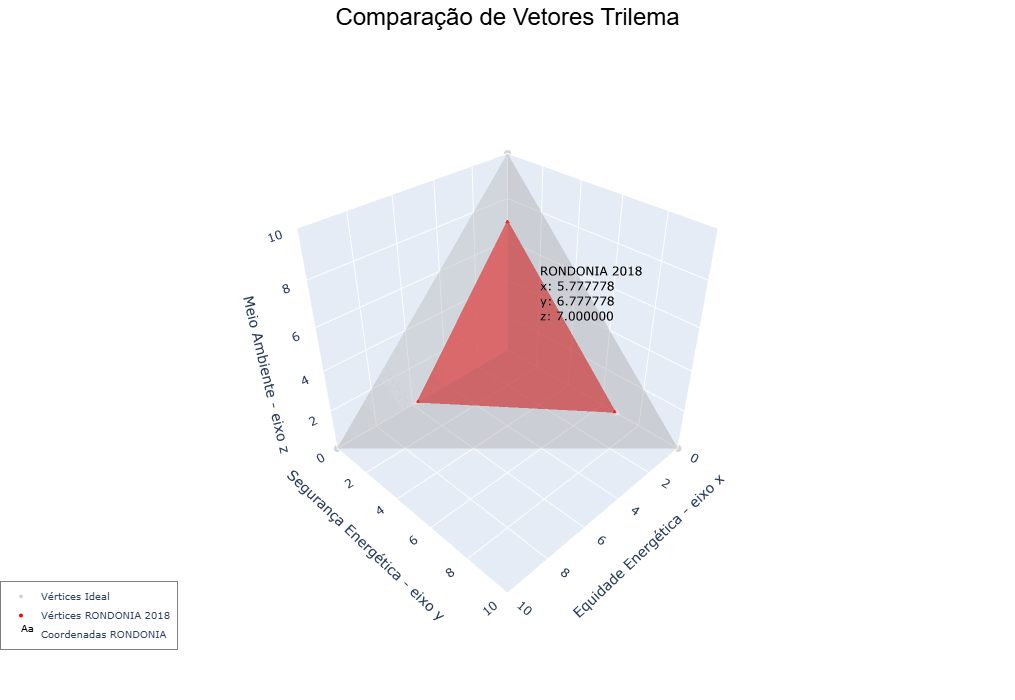 Comparação de Vetores Trilema
10
8
6
4
2
0
Meio Ambiente - eixo z
RONDONIA 2018
x: 5.777778
y: 6.777778
z: 7.000000
2
4
6
8
10
Segurança Energética - eixo y
0
2
4
6
8
10
Equidade Energética - eixo x
Vértices Ideal
Vértices RONDONIA 2018
Aa
Coordenadas RONDONIA